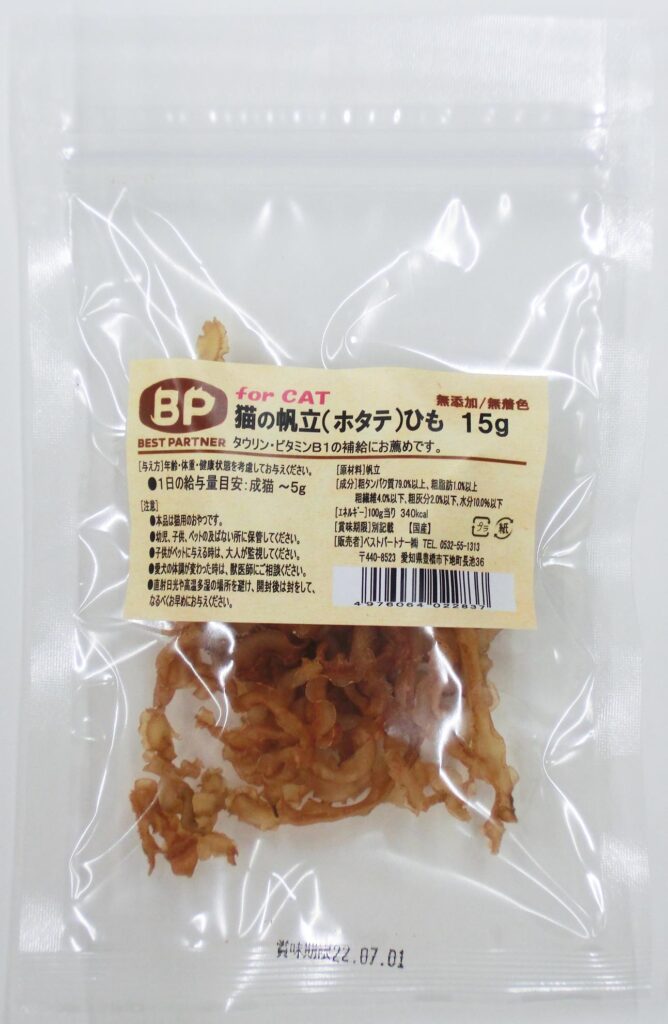 BP
BEST PARTNER
for CAT
無添加/無着色
猫の帆立(ホタテ)ひも 15g
タウリン・ビタミンB1の補給にお薦めです。
[与え方]年齢・体重・健康状態を考慮してお与えください。
●1日の給与量目安:成猫 ～5g
[注意]
●本品は猫用のおやつです。
●幼児、子供、ペットの及ばない所に保管してください。
●子供がペットに与える時は、大人が監視してください。
●愛犬の体調が変わった時は、獣医師にご相談ください。
●直射日光や高温多湿の場所を避け、開封後は封をして、
なるべくお早めにお与えください。
[原材料]帆立
[成分]粗タンパク質79.0%以上、粗脂肪1.0%以上
粗繊維4.0%以下、粗灰分2.0%以下、水分10.0%以下
[エネルギー]100g当り 340kcal
[賞味期限]別記載 【国産】
[販売者]ベストパートナー㈱ TEL 0532-55-1313
〒440-8523 愛知県豊橋市下地町長池36
プラ
紙
4 976064 022837
賞味期限22.07.01